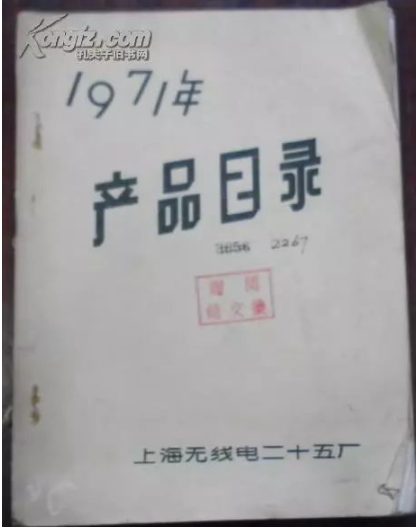 Kongfz.com
孔夫子旧书网
1971年
产品目录
2267
上海无线电二十五厂